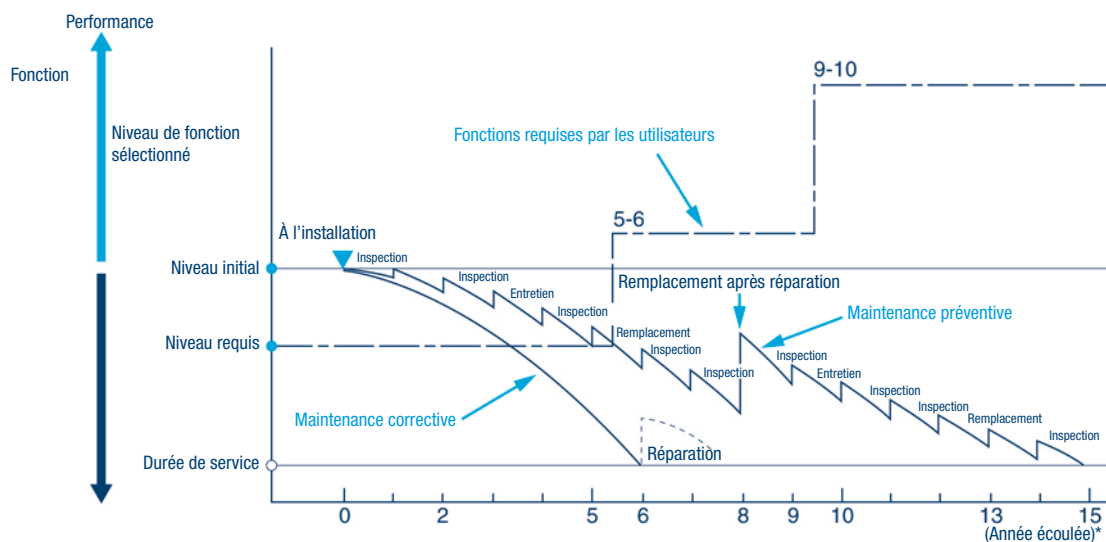 Performance
Fonction
Niveau de fonction
sélectionné
9-10
Fonctions requises par les utilisateurs
5-6
À l'installation
Niveau initial
Inspection
Inspection
Entretien
Inspection
Remplacement après réparation
Maintenance préventive
Niveau requis
Remplacement
Inspection
Inspection
Inspection
Entretien
Inspection
Inspection
Remplacement
Inspection
Maintenance corrective
Réparation
Durée de service
0 2 5 6 8 9 10 13 15
(Année écoulée)*